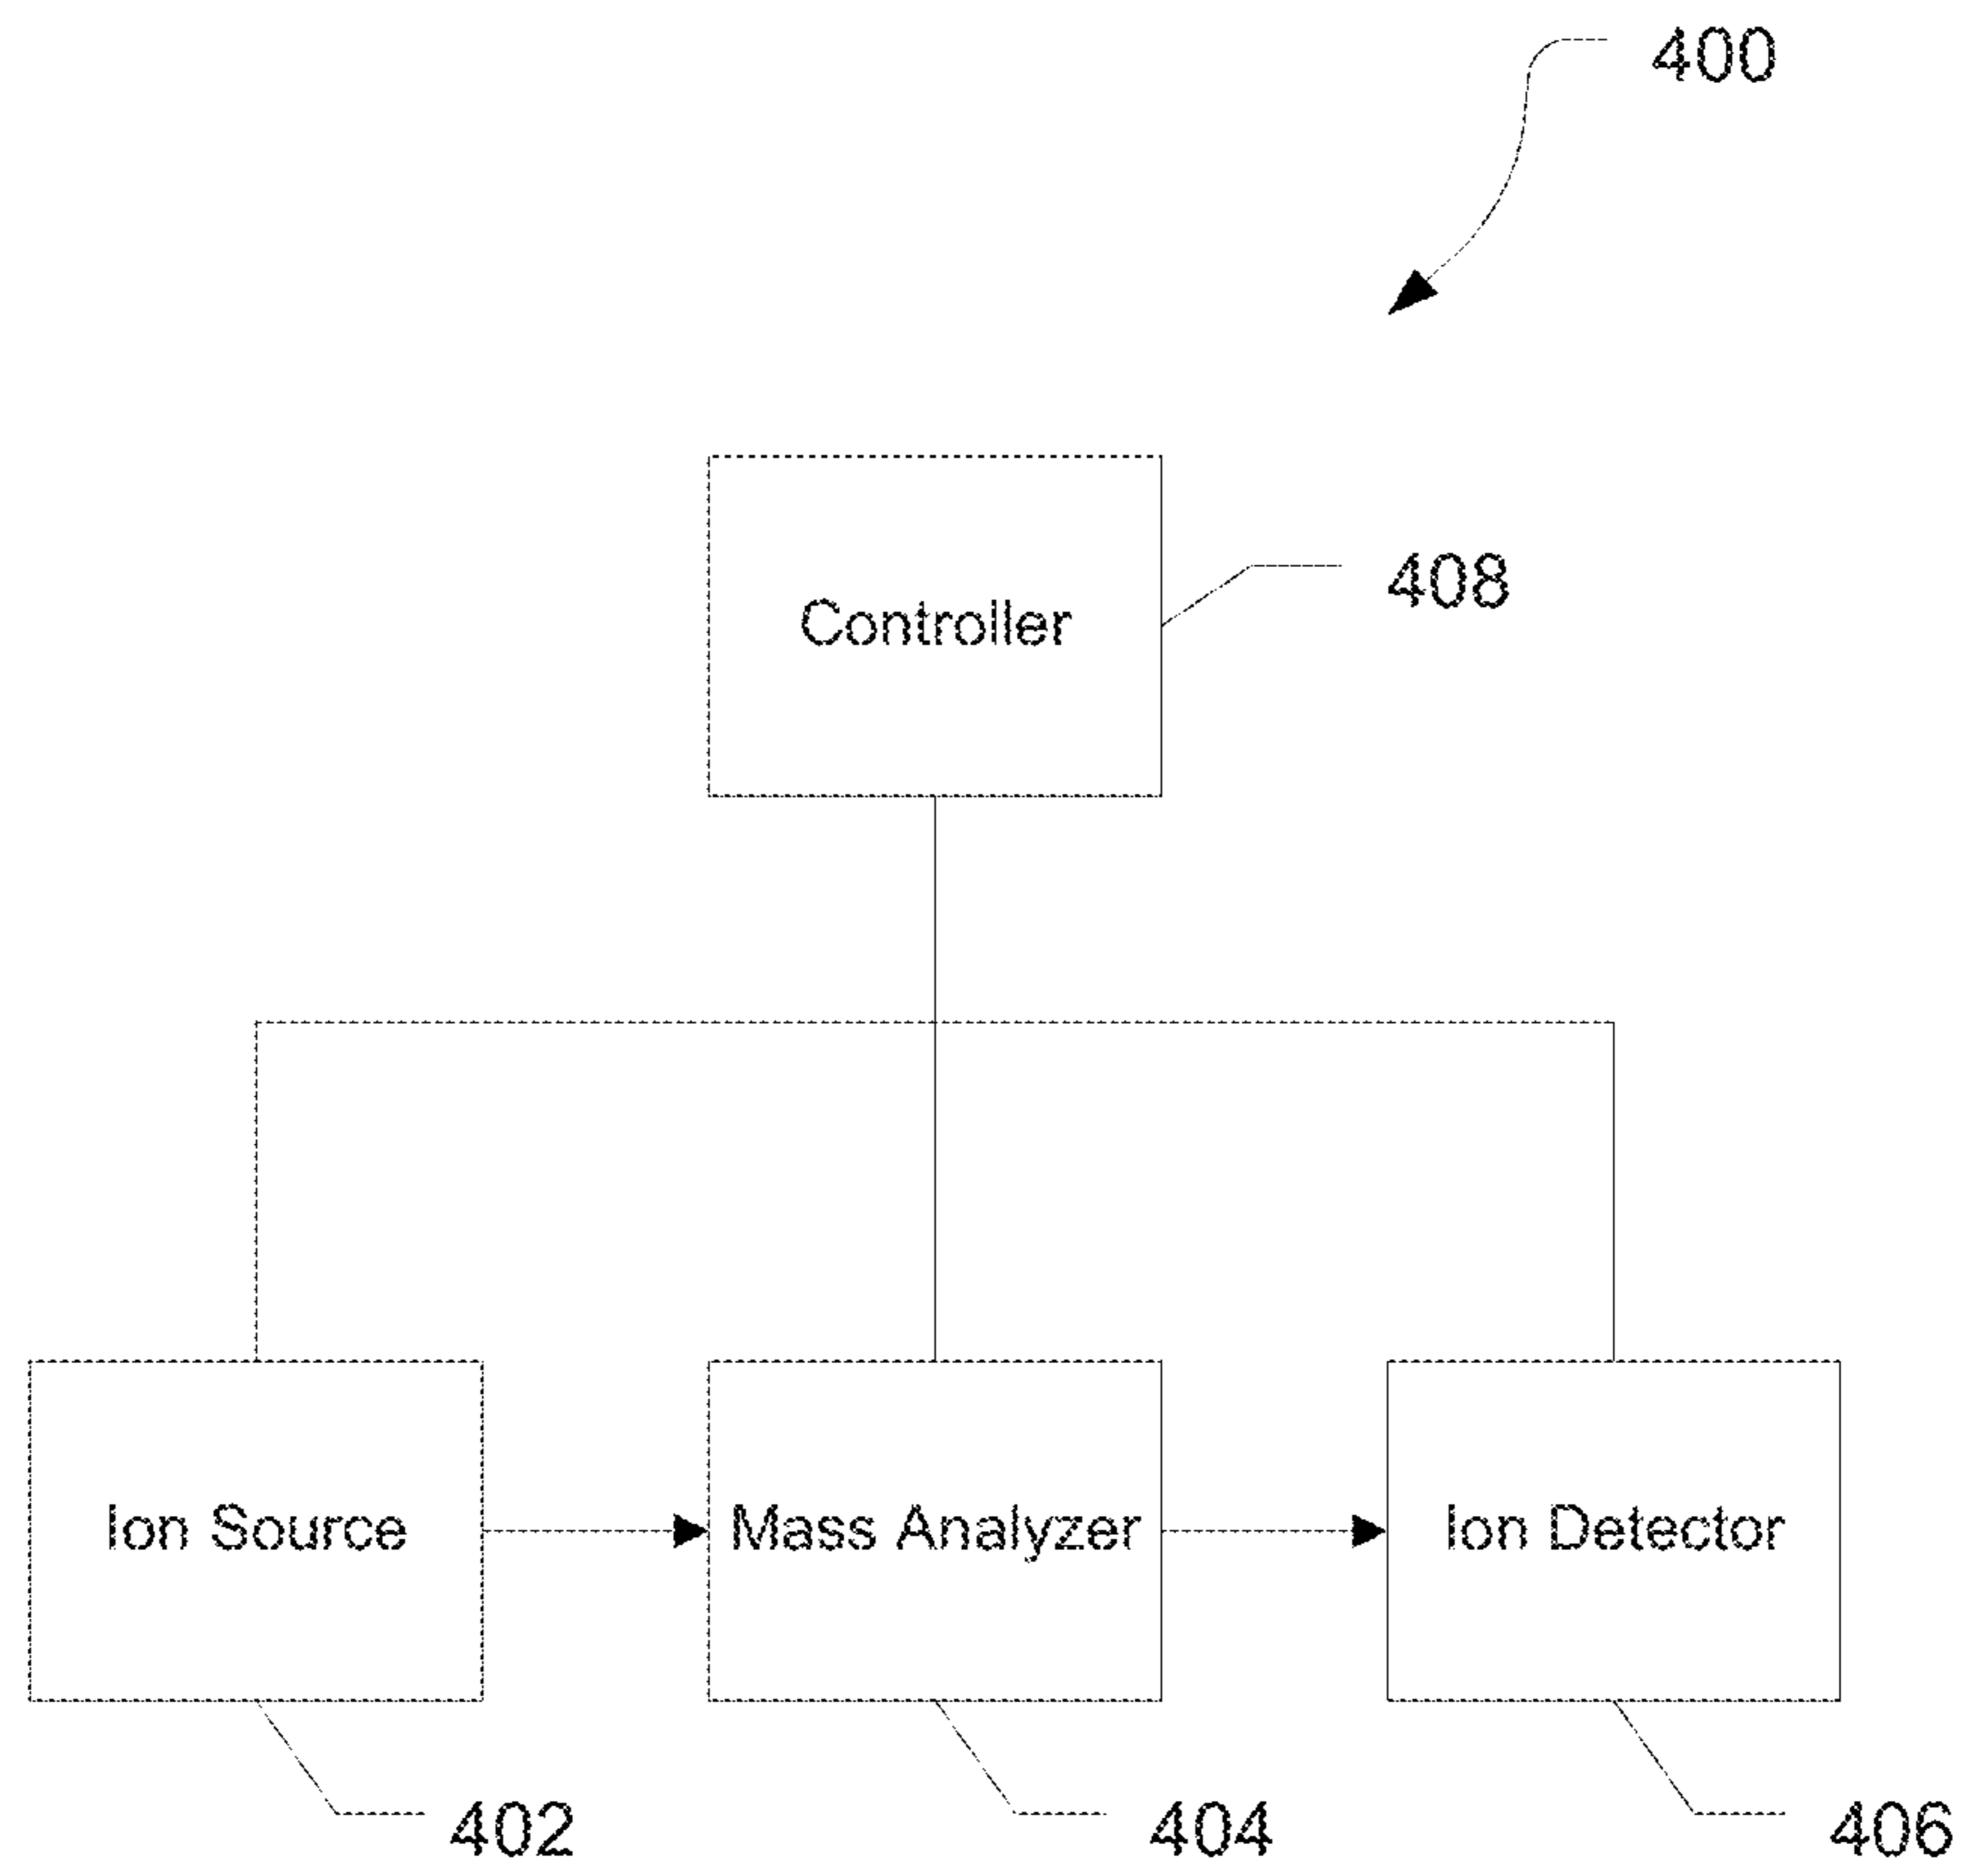 400
Controller
408
Ion Source
Mass Analyzer
Ion Detector
402
404
406